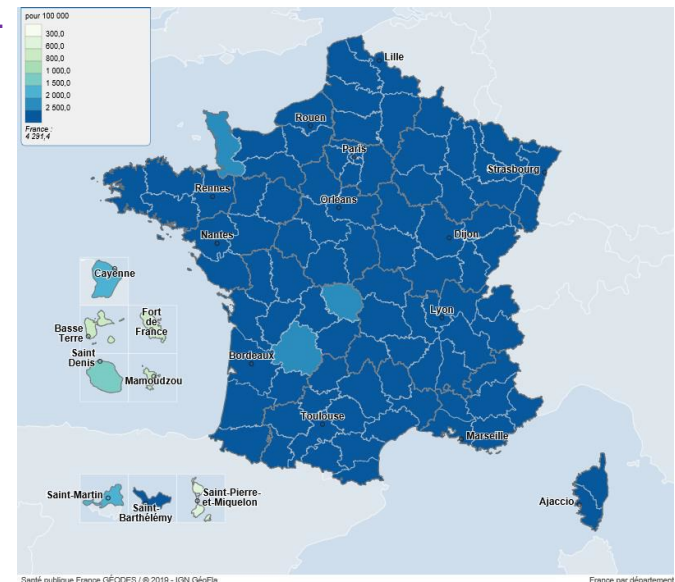 pour 100 000
300,0
600,0
800,0
1 000,0
1 500,0
2 000,0
2 500,0
France :
4 291,4
Lille
Rouen
Paris
Strasbourg
Rennes
Orléans
Nantes
Dijon
Cayenne
Lyon
Basse
Terre
Fort
de
France
Saint
Denis
Mamoudzou
Bordeaux
Toulouse
Marseille
Saint-Martin
Saint-
Barthélémy
Saint-Pierre-
et-Miquelon
Ajaccio
Santé publique France GÉODES / © 2019 - IGN GéoFla
France par département